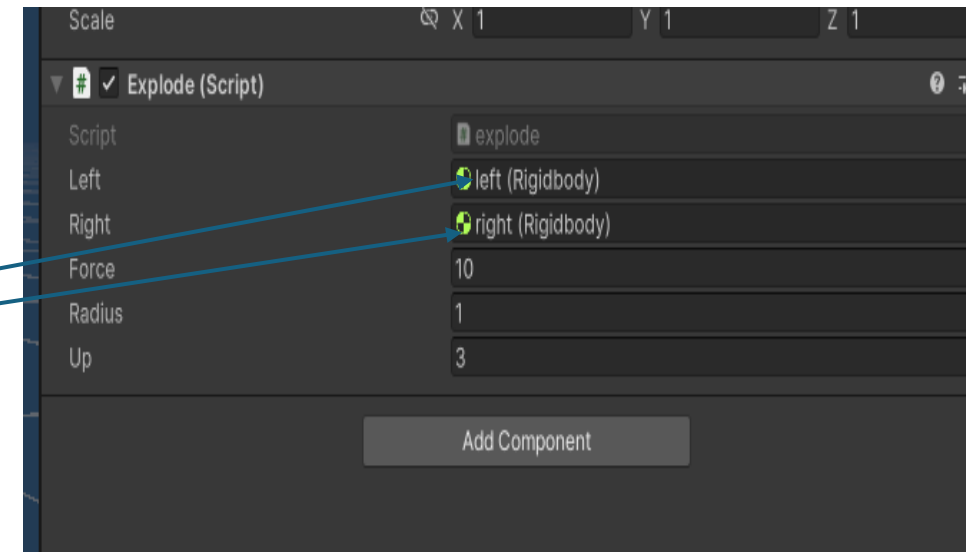 Scale X 1 Y 1 Z 1
# Explode (Script)
Script # explode
Left left (Rigidbody)
Right right (Rigidbody)
Force 10
Radius 1
Up 3
Add Component